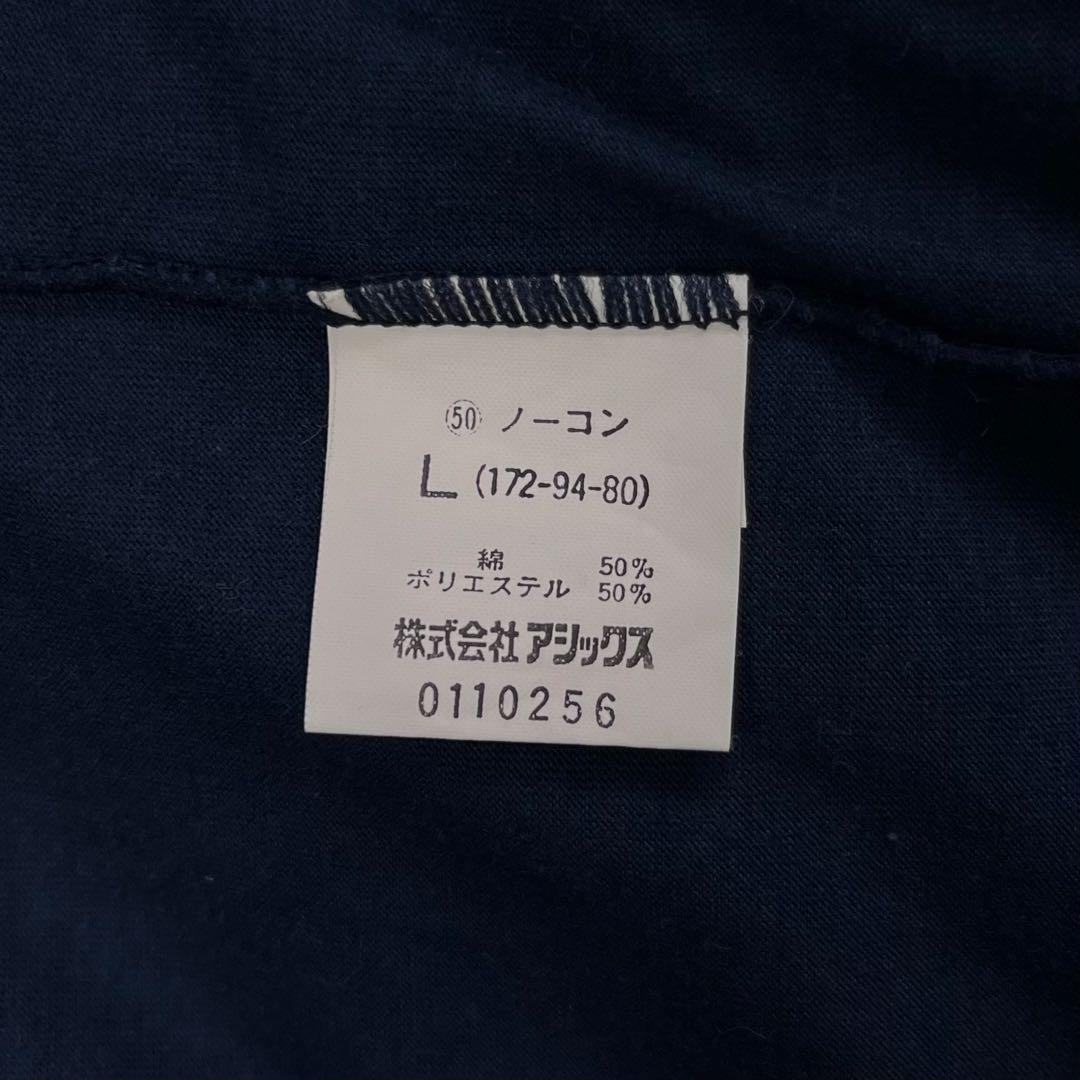 ㊿ ノーコン
L (172-94-80)
綿 50%
ポリエステル 50%
株式会社アシックス
0110256